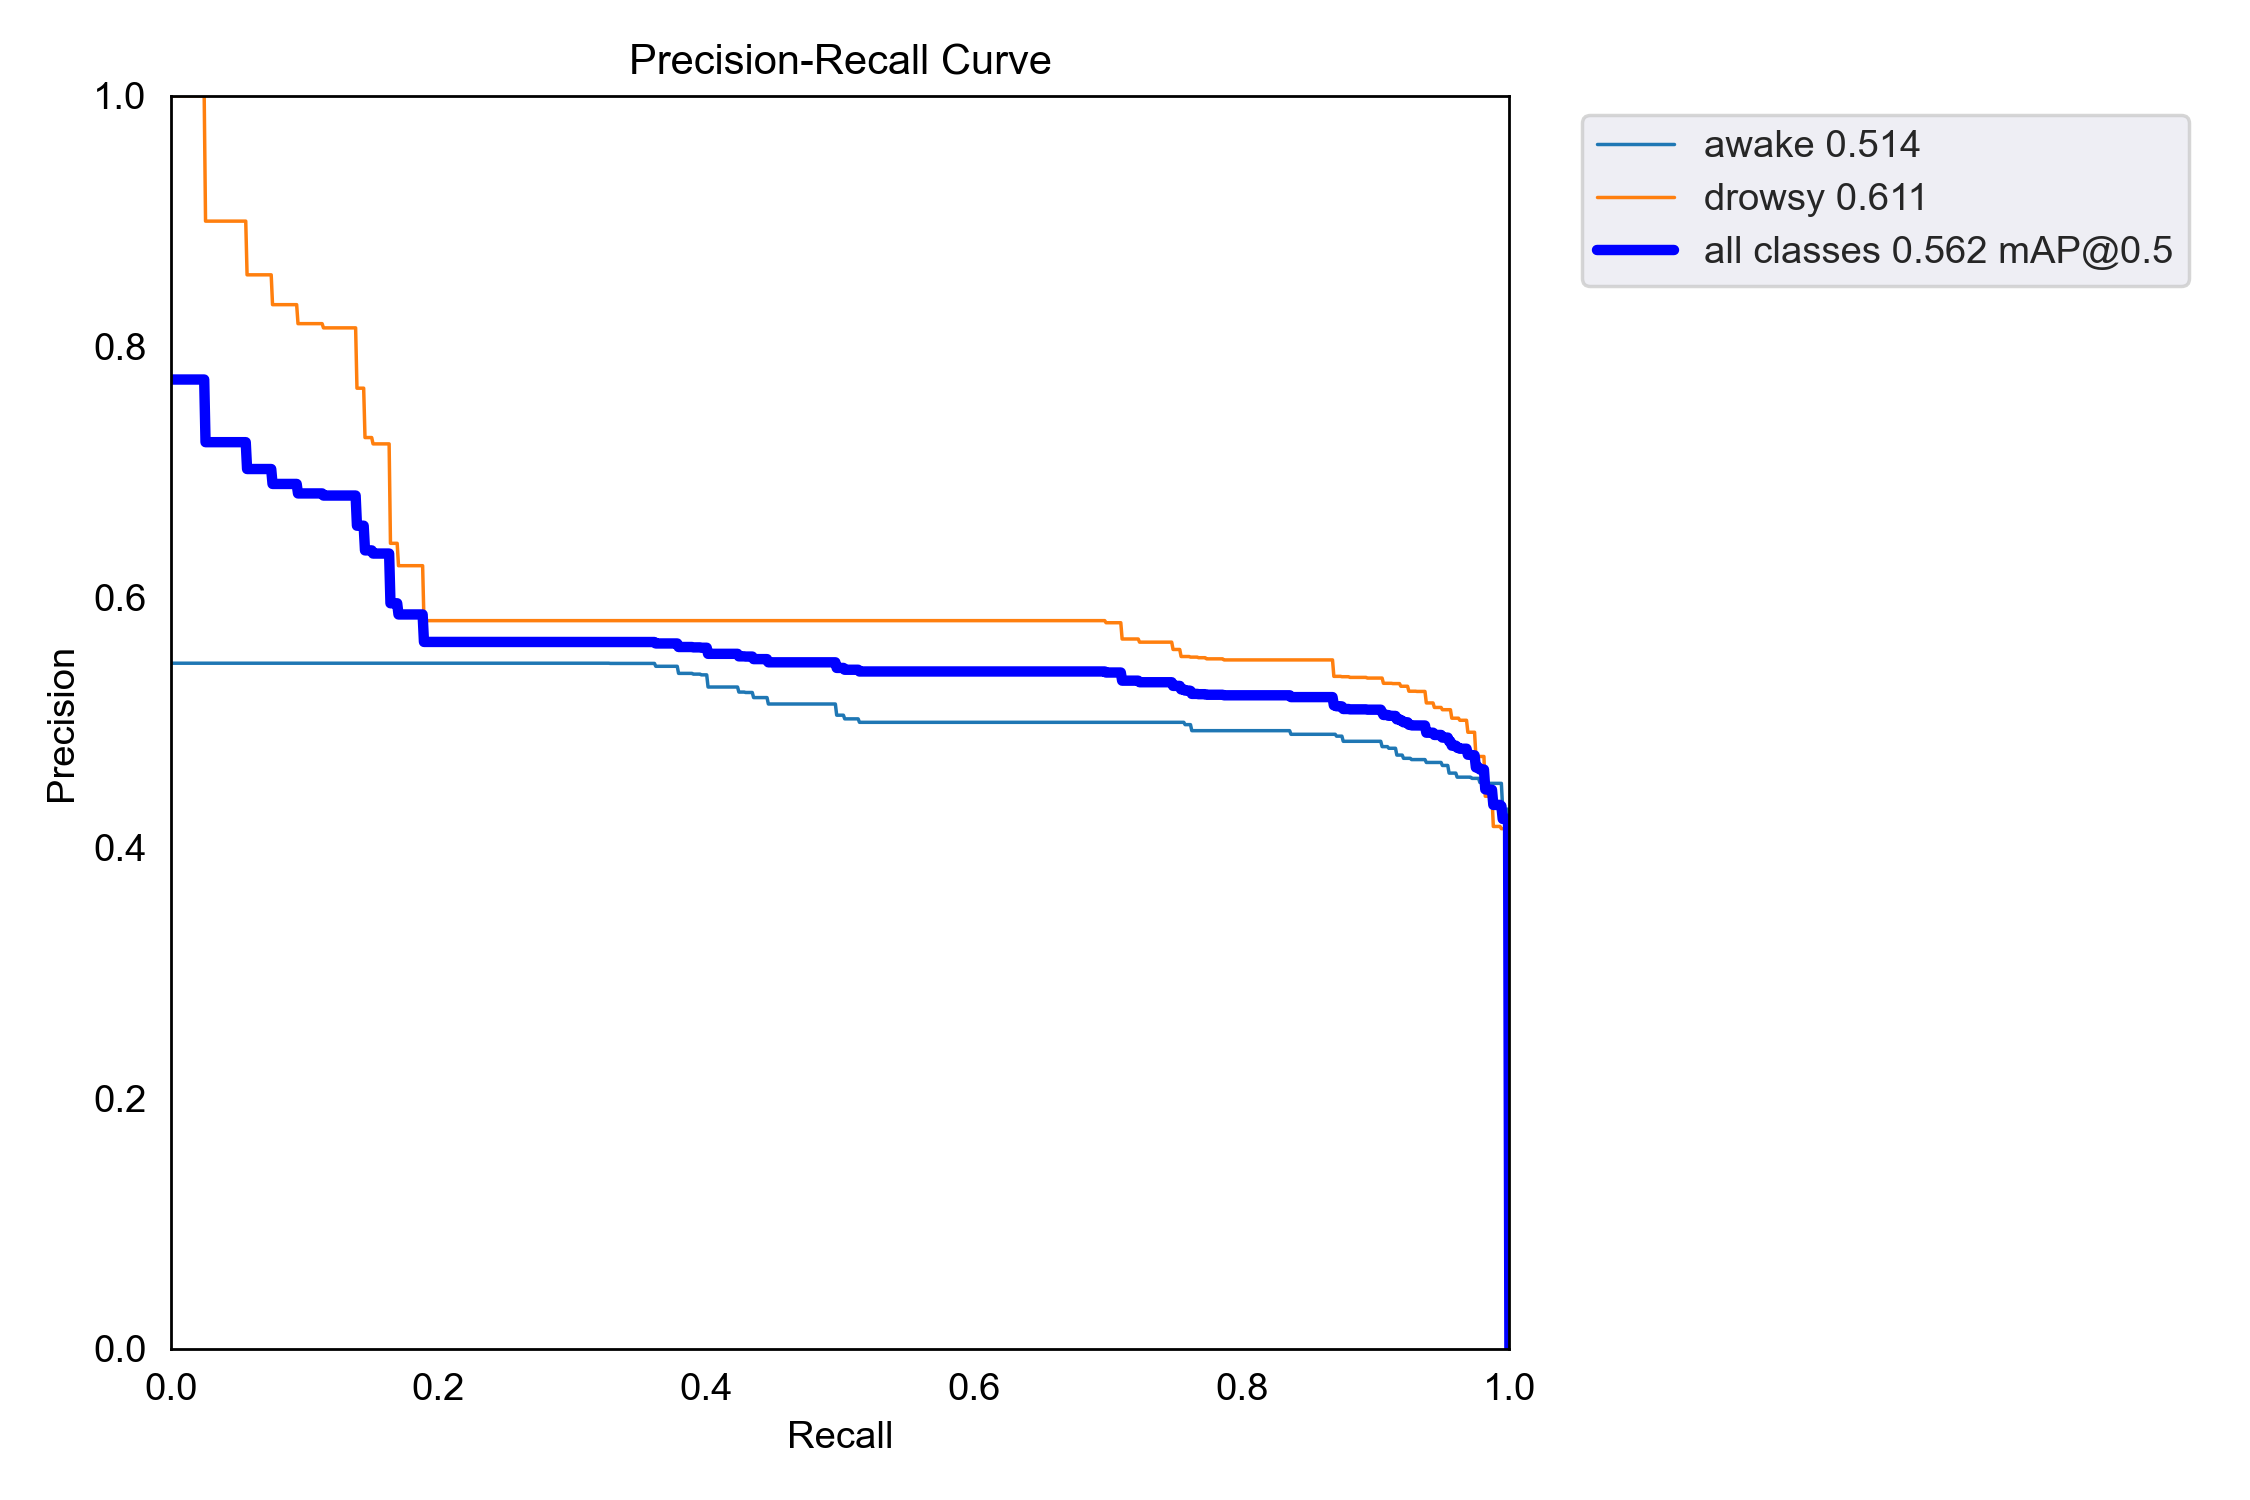 Precision-Recall Curve
1.0
0.8
0.6
0.4
0.2
0.0
Precision
0.0 0.2 0.4 0.6 0.8 1.0
Recall
awake 0.514
drowsy 0.611
all classes 0.562 mAP@0.5